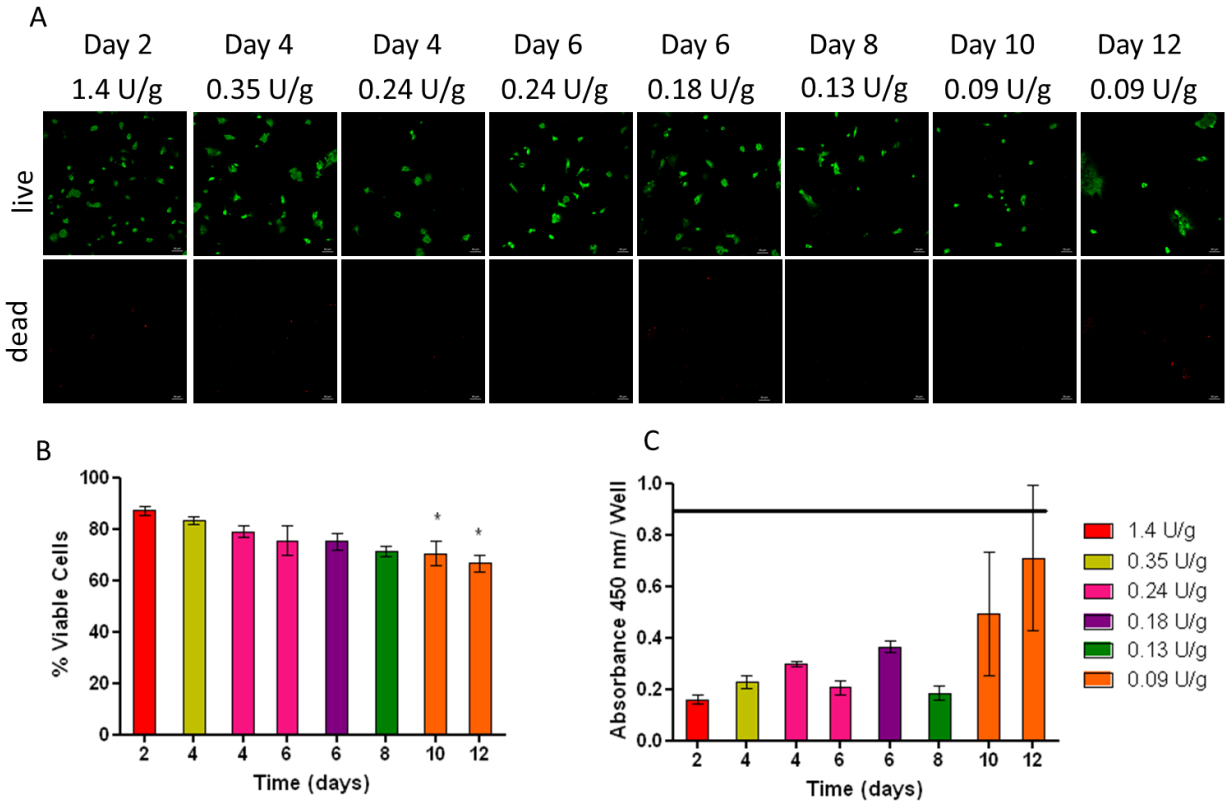 A
Day 2 Day 4 Day 4 Day 6 Day 6 Day 8 Day 10 Day 12
1.4 U/g 0.35 U/g 0.24 U/g 0.24 U/g 0.18 U/g 0.13 U/g 0.09 U/g 0.09 U/g
live
dead
B
% Viable Cells
100
80
60
40
20
0
* *
2 4 4 6 6 8 10 12
Time (days)
C
Absorbance 450 nm/ Well
1.0
0.8
0.6
0.4
0.2
0.0
2 4 4 6 6 8 10 12
Time (days)
1.4 U/g
0.35 U/g
0.24 U/g
0.18 U/g
0.13 U/g
0.09 U/g